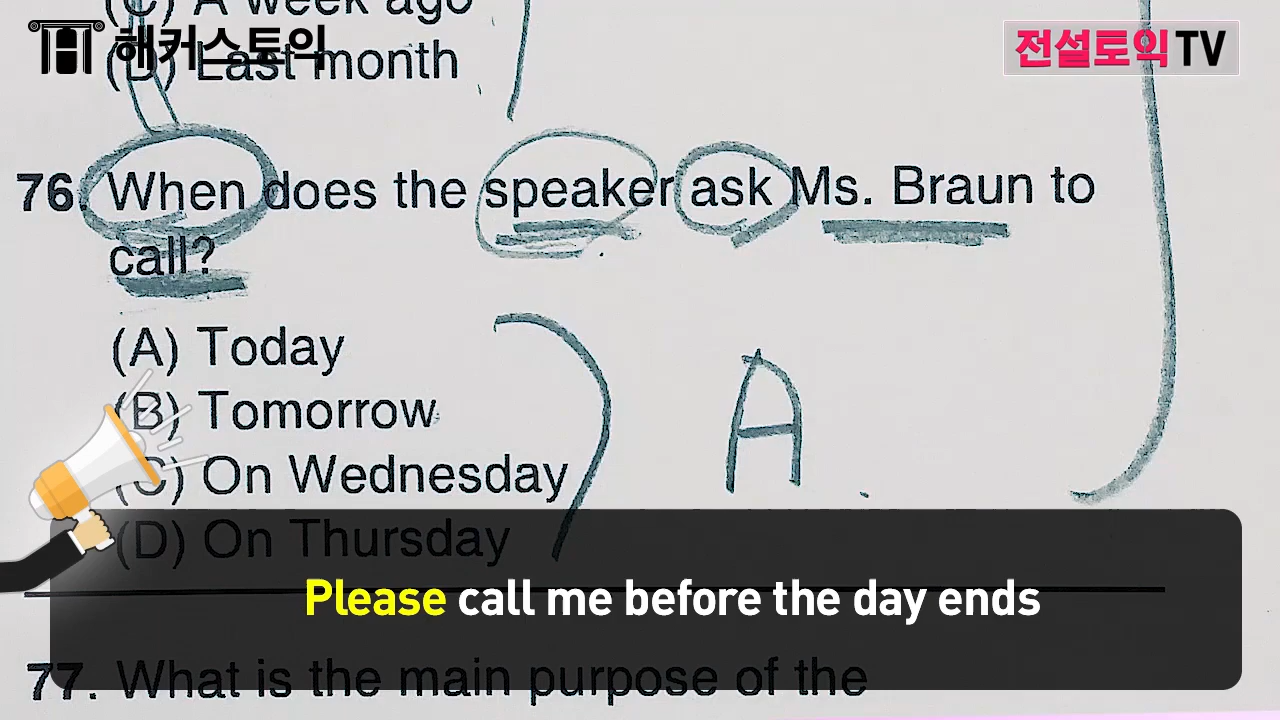 (C) A week ago
해커스토익
전설토익TV
(D) Last month
76. When does the speaker ask Ms. Braun to
call?
(A) Today
(B) Tomorrow
(C) On Wednesday
(D) On Thursday
A.
Please call me before the day ends
77. What is the main purpose of the